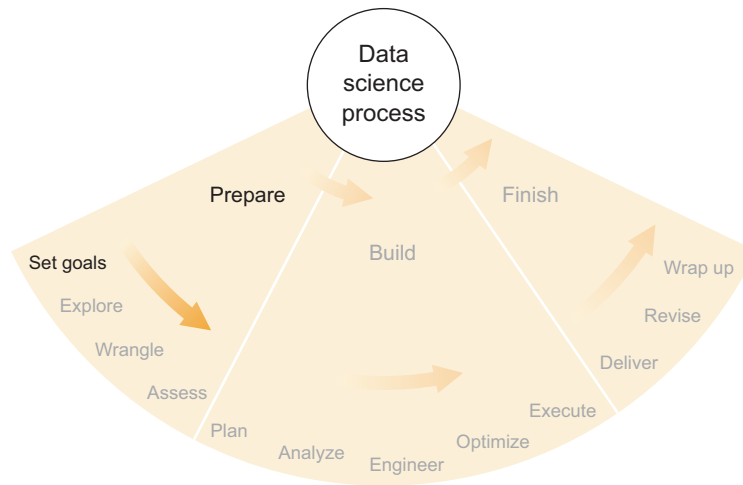 Data
science
process
Prepare
Set goals
Explore
Wrangle
Assess
Build
Plan
Analyze
Engineer
Optimize
Execute
Finish
Deliver
Revise
Wrap up